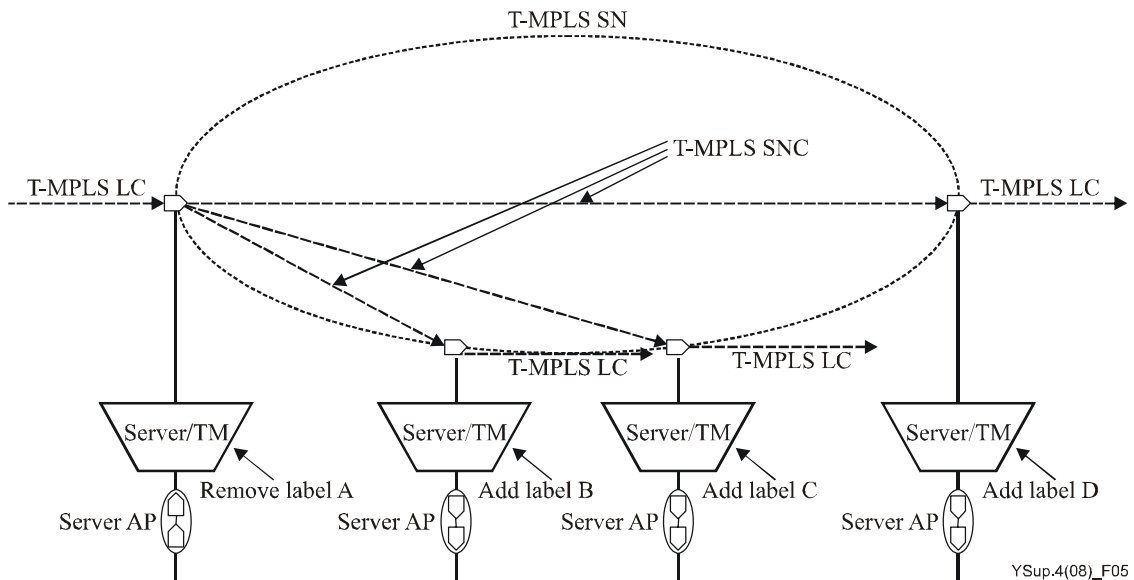 T-MPLS SN
T-MPLS SNC
T-MPLS LC
T-MPLS LC
T-MPLS LC
T-MPLS LC
Server/TM
Server/TM
Server/TM
Server/TM
Remove label A
Add label B
Add label C
Add label D
Server AP
Server AP
Server AP
Server AP
YSup.4(08)_F05